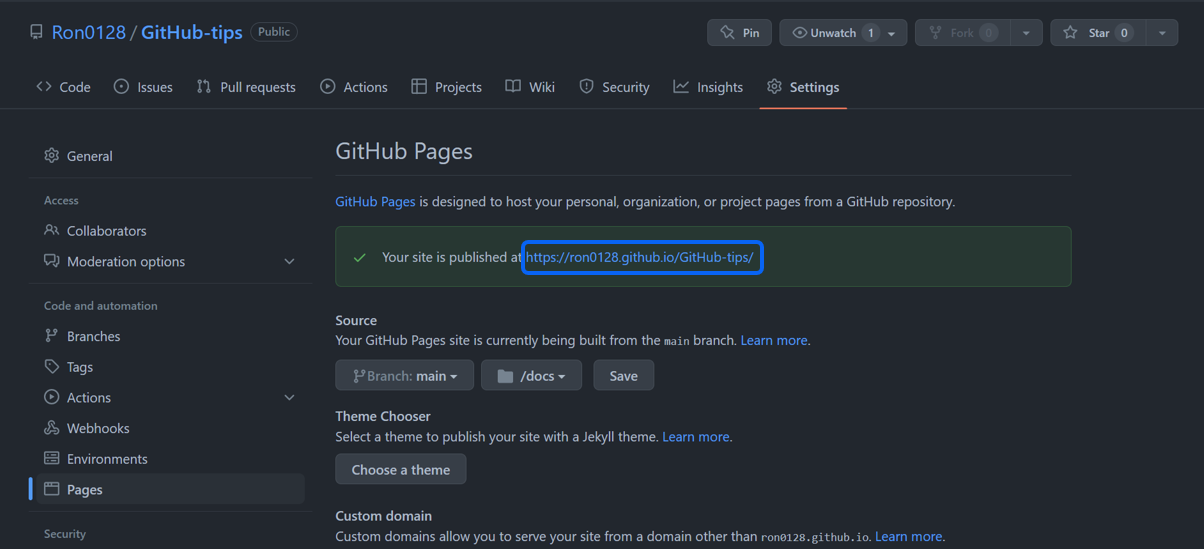 Ron0128 / GitHub-tips Public
Pin Unwatch 1 Fork 0 Star 0
Code Issues Pull requests Actions Projects Wiki Security Insights Settings
General
Access
Collaborators
Moderation options
Code and automation
Branches
Tags
Actions
Webhooks
Environments
Pages
Security
GitHub Pages
GitHub Pages is designed to host your personal, organization, or project pages from a GitHub repository.
Your site is published at https://ron0128.github.io/GitHub-tips/
Source
Your GitHub Pages site is currently being built from the main branch. Learn more.
Branch: main /docs Save
Theme Chooser
Select a theme to publish your site with a Jekyll theme. Learn more.
Choose a theme
Custom domain
Custom domains allow you to serve your site from a domain other than ron0128.github.io. Learn more.